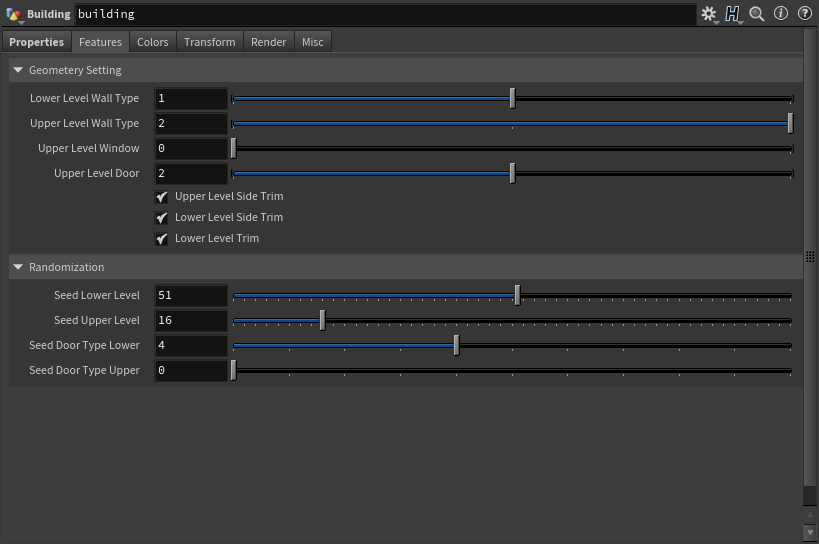 Building building
Properties Features Colors Transform Render Misc
Geometery Setting
Lower Level Wall Type 1
Upper Level Wall Type 2
Upper Level Window 0
Upper Level Door 2
Upper Level Side Trim
Lower Level Side Trim
Lower Level Trim
Randomization
Seed Lower Level 51
Seed Upper Level 16
Seed Door Type Lower 4
Seed Door Type Upper 0